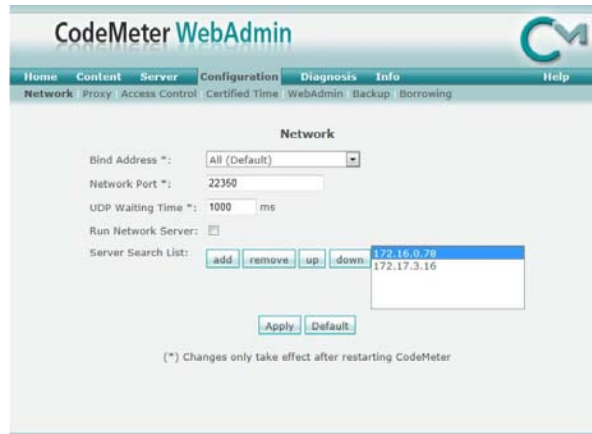 CodeMeter WebAdmin
CM
Home Content Server Configuration Diagnosis Info Help
Network Proxy Access Control Certified Time WebAdmin Backup Borrowing
Network
Bind Address *: All (Default)
Network Port *: 22350
UDP Waiting Time *: 1000 ms
Run Network Server:
Server Search List: add remove up down 172.16.0.78
172.17.3.16
Apply Default
(*) Changes only take effect after restarting CodeMeter